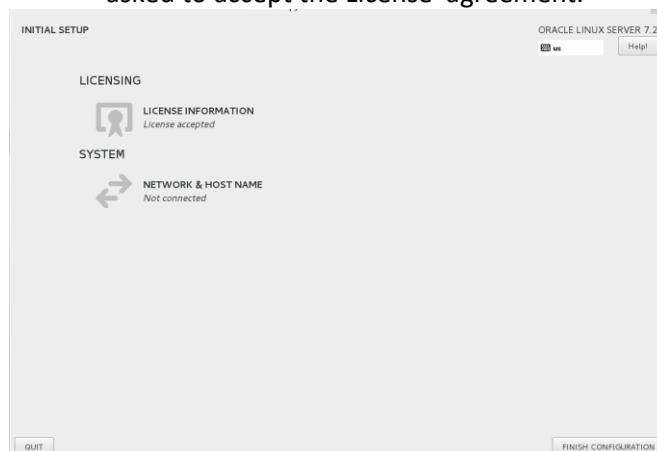 asked to accept the License agreement.
INITIAL SETUP
ORACLE LINUX SERVER 7.2
us
Help!
LICENSING
LICENSE INFORMATION
License accepted
SYSTEM
NETWORK & HOST NAME
Not connected
QUIT
FINISH CONFIGURATION